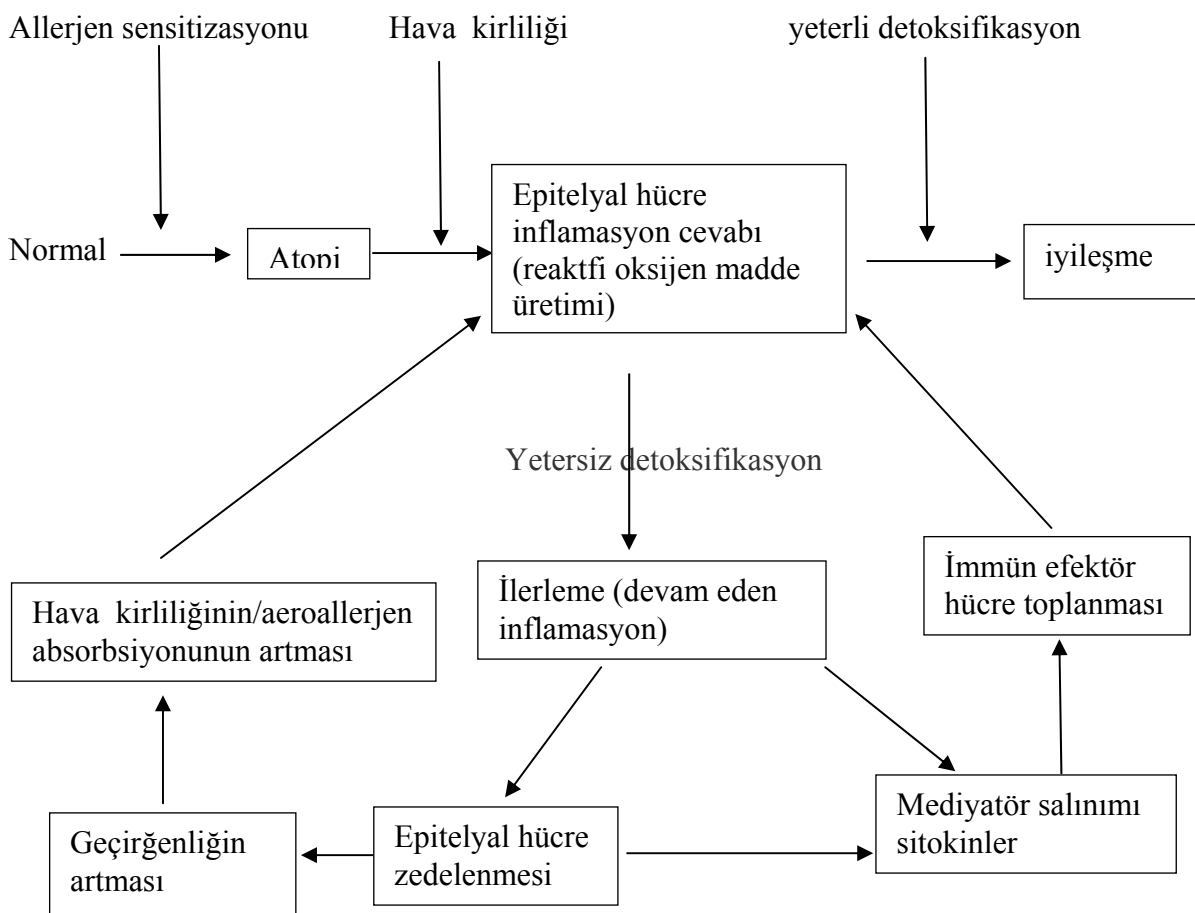 Allerjen sensitizasyonu
Hava kirliliği
yeterli detoksifikasyon
Normal
Atopi
Epitelyal hücre
inflamasyon cevabı
(reaktfi oksijen madde
üretimi)
iyileşme
Yetersiz detoksifikasyon
Hava kirliliğinin/aeroallerjen
absorbsiyonunun artması
İlerleme (devam eden
inflamasyon)
İmmün efektör
hücre toplanması
Geçirğenliğin
artması
Epitelyal hücre
zedelenmesi
Mediyatör salınımı
sitokinler